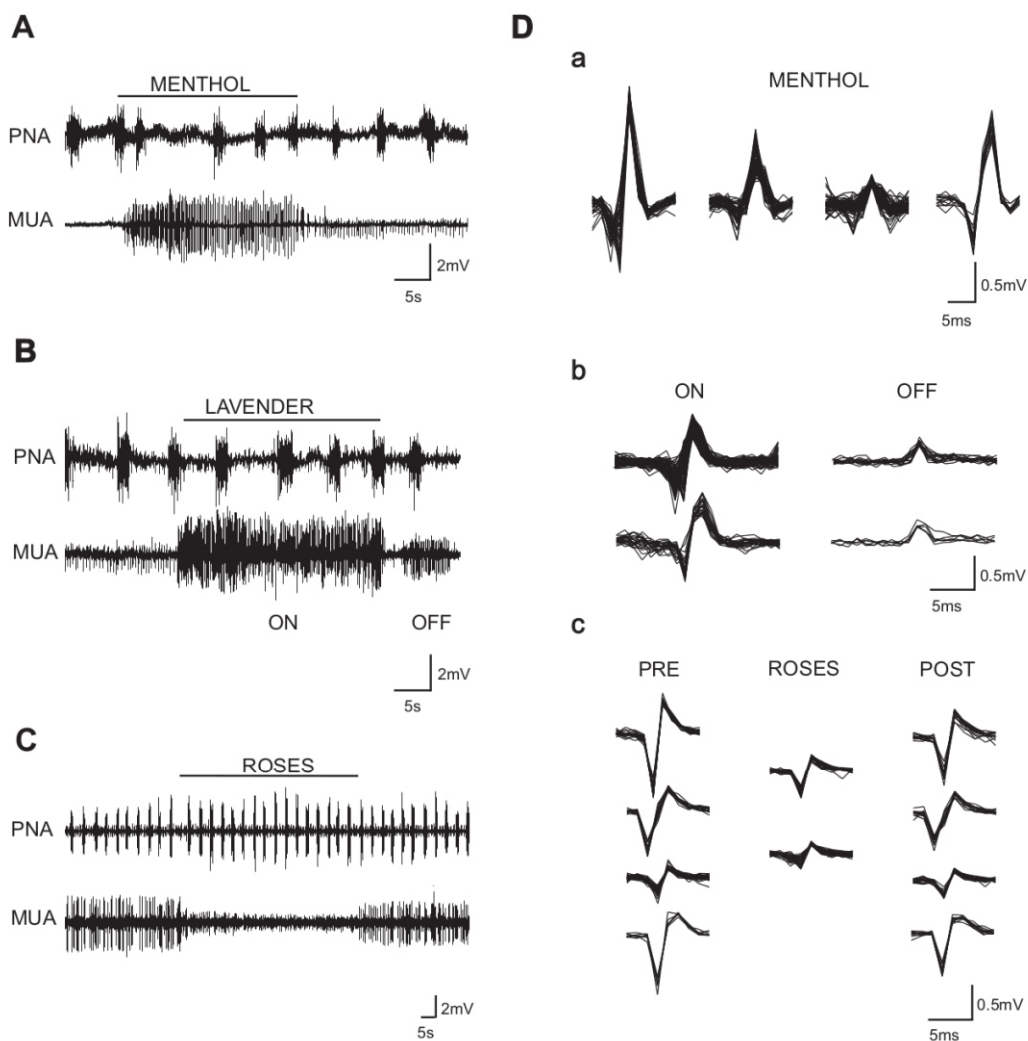 A
MENTHOL
PNA
MUA
2mV
5s
B
LAVENDER
PNA
MUA
ON OFF
2mV
5s
C
ROSES
PNA
MUA
2mV
5s
D
a
MENTHOL
0.5mV
5ms
b
ON OFF
0.5mV
5ms
c
PRE ROSES POST
0.5mV
5ms